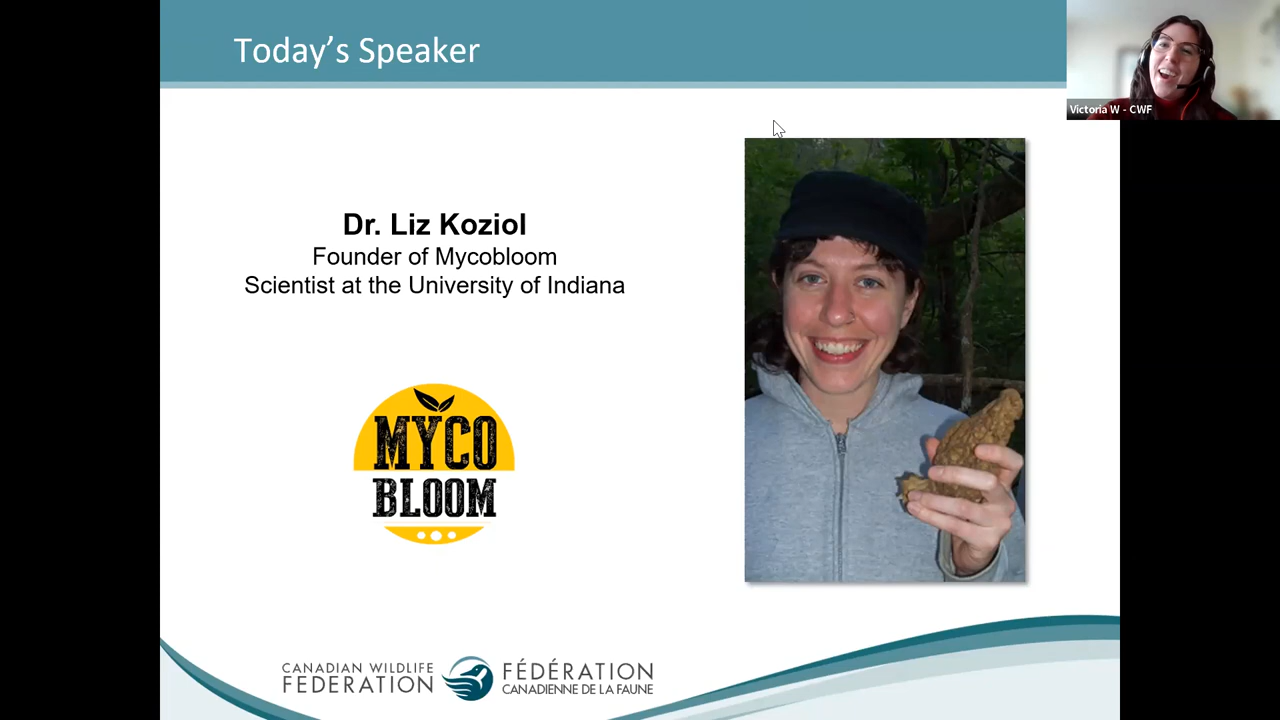 Today's Speaker
Victoria W - CWF
Dr. Liz Koziol
Founder of Mycobloom
Scientist at the University of Indiana
MYCO
BLOOM
CANADIAN WILDLIFE
FEDERATION
FÉDÉRATION
CANADIENNE DE LA FAUNE